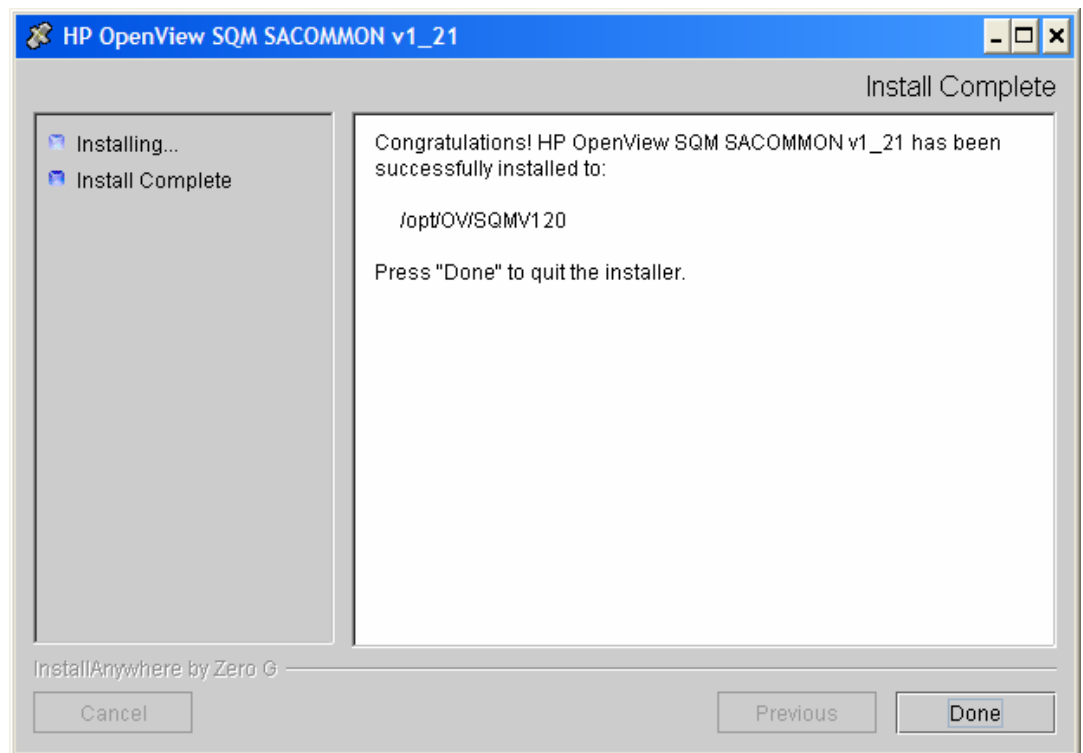 HP OpenView SQM SACOMMON v1_21
Install Complete
Installing...
Install Complete
Congratulations! HP OpenView SQM SACOMMON v1_21 has been
successfully installed to:
/opt/OV/SQMV120
Press "Done" to quit the installer.
InstallAnywhere by Zero G
Cancel
Previous
Done